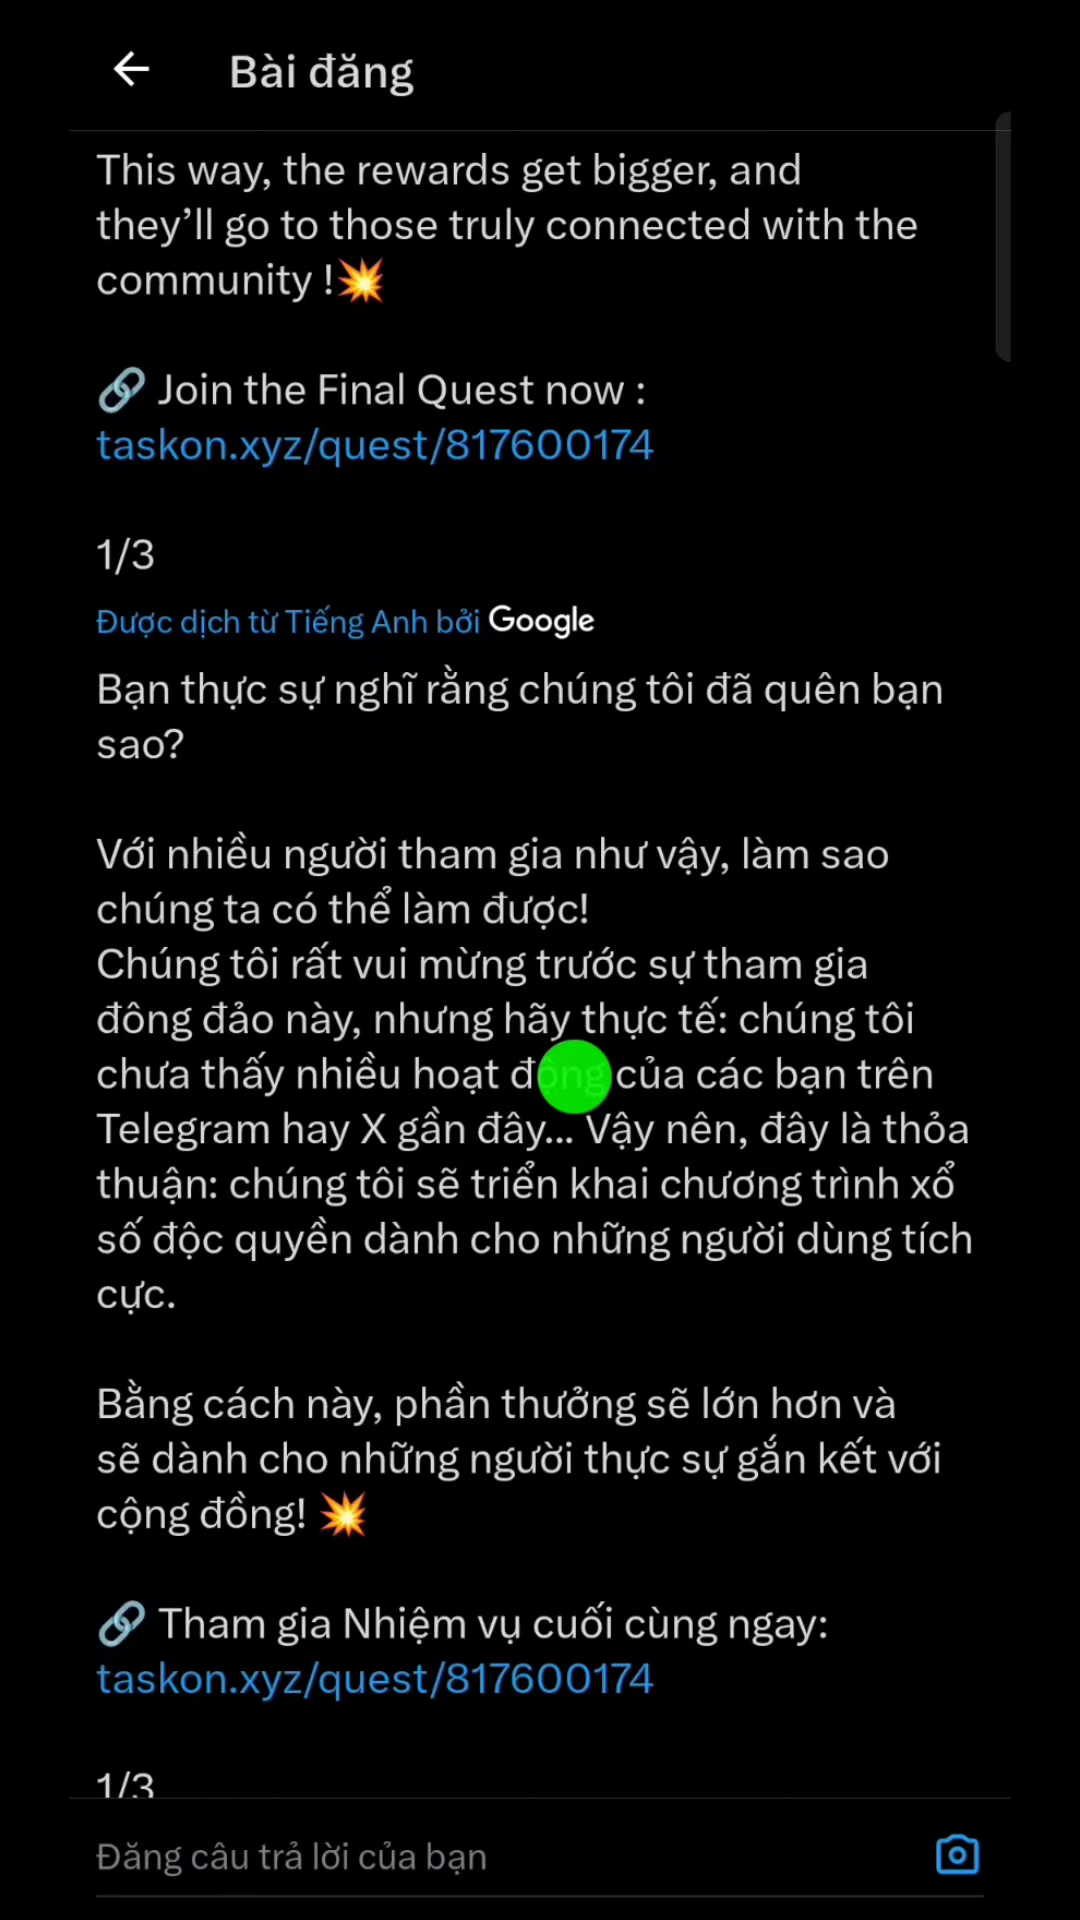 Bài đăng
This way, the rewards get bigger, and
they’ll go to those truly connected with the
community !💥
🔗 Join the Final Quest now :
taskon.xyz/quest/817600174
1/3
Được dịch từ Tiếng Anh bởi Google
Bạn thực sự nghĩ rằng chúng tôi đã quên bạn
sao?
Với nhiều người tham gia như vậy, làm sao
chúng ta có thể làm được!
Chúng tôi rất vui mừng trước sự tham gia
đông đảo này, nhưng hãy thực tế: chúng tôi
chưa thấy nhiều hoạt động của các bạn trên
Telegram hay X gần đây... Vậy nên, đây là thỏa
thuận: chúng tôi sẽ triển khai chương trình xổ
số độc quyền dành cho những người dùng tích
cực.
Bằng cách này, phần thưởng sẽ lớn hơn và
sẽ dành cho những người thực sự gắn kết với
cộng đồng! 💥
🔗 Tham gia Nhiệm vụ cuối cùng ngay:
taskon.xyz/quest/817600174
1/3
Đăng câu trả lời của bạn